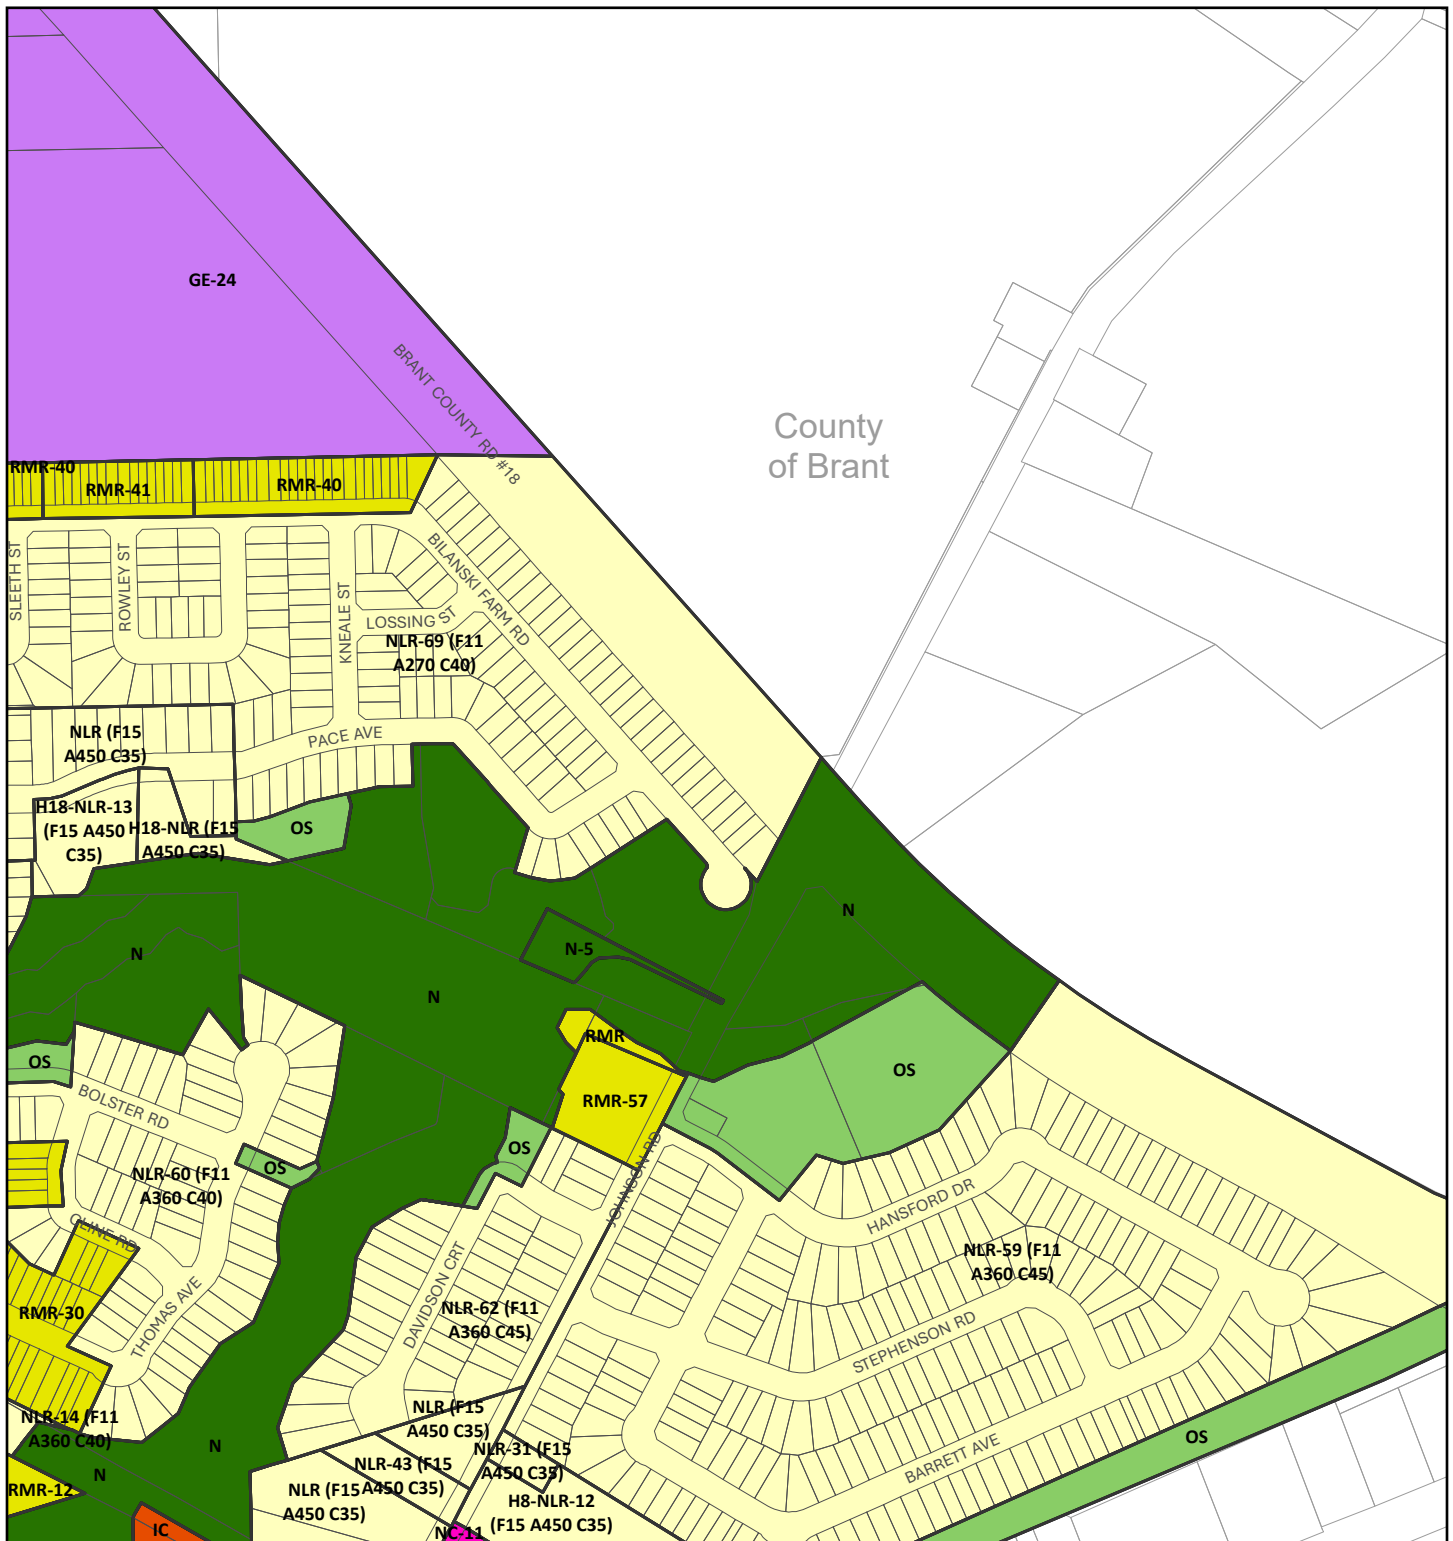 GE-24
BRANT COUNTY RD #18
County
of Brant
RMR-40
RMR-41
RMR-40
SLEETH ST
ROWLEY ST
KNEALE ST
BILANSKI FARM RD
LOSSING ST
NLR-69 (F11
A270 C40)
PACE AVE
NLR (F15
A450 C35)
H18-NLR-13
(F15 A450
C35)
H18-NLR (F15
A450 C35)
OS
N
N-5
N
N
RMR
OS
OS
RMR-57
BOLSTER RD
OS
OS
JOHNSON RD
NLR-60 (F11
A360 C40)
HANSFORD DR
CLINE RD
NLR-59 (F11
A360 C45)
THOMAS AVE
DAVIDSON CRT
RMR-30
NLR-62 (F11
A360 C45)
STEPHENSON RD
NLR-14 (F11
A360 C40)
NLR (F15
A450 C35)
N
OS
NLR-31 (F15
A450 C35)
BARRETT AVE
NLR-43 (F15
A450 C35)
N
RMR-12
NLR (F15
A450 C35)
H8-NLR-12
(F15 A450 C35)
IC
NC-11